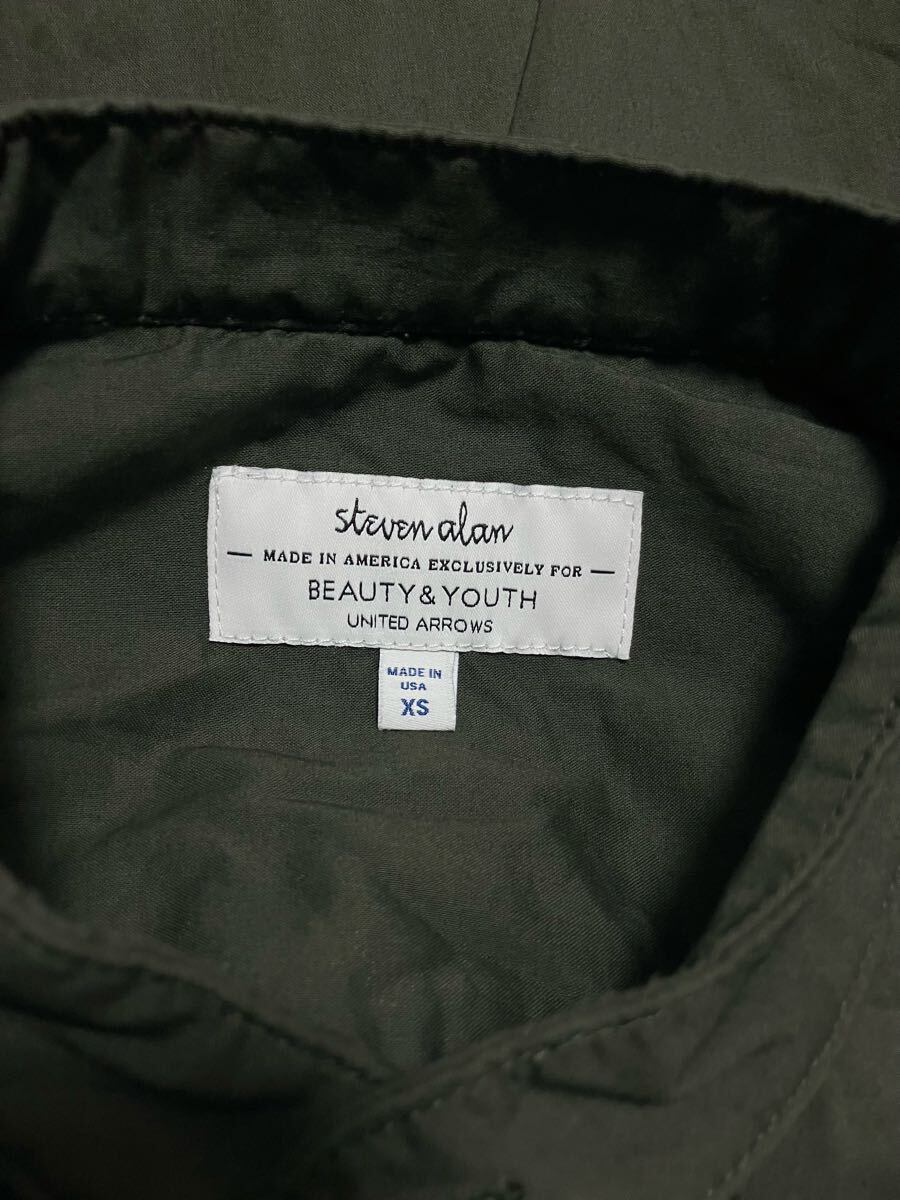 steven alan
MADE IN AMERICA EXCLUSIVELY FOR
BEAUTY & YOUTH
UNITED ARROWS
MADE IN
USA
XS